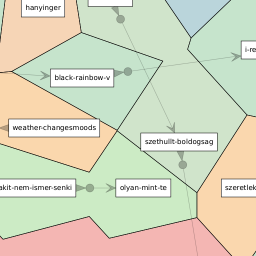 hanyinger
i-re
black-rainbow-v
weather-changesmoods
szethullt-boldogsag
akit-nem-ismer-senki
olyan-mint-te
szeretlek